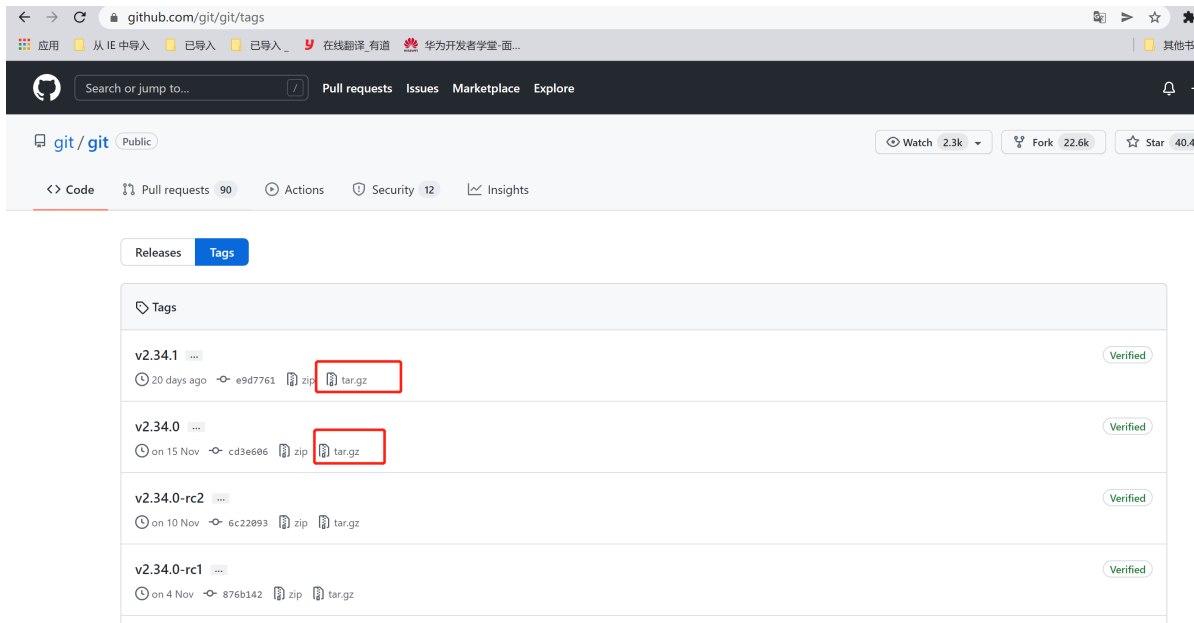 github.com/git/git/tags
应用 从 IE 中导入 已导入 已导入_ 在线翻译_有道 华为开发者学堂-面... 其他书
Search or jump to... / Pull requests Issues Marketplace Explore
git / git Public Watch 2.3k Fork 22.6k Star 40.4
Code Pull requests 90 Actions Security 12 Insights
Releases Tags
Tags
v2.34.1 ... Verified
20 days ago e9d7761 zip tar.gz
v2.34.0 ... Verified
on 15 Nov cd3e606 zip tar.gz
v2.34.0-rc2 ... Verified
on 10 Nov 6c22093 zip tar.gz
v2.34.0-rc1 ... Verified
on 4 Nov 876b142 zip tar.gz